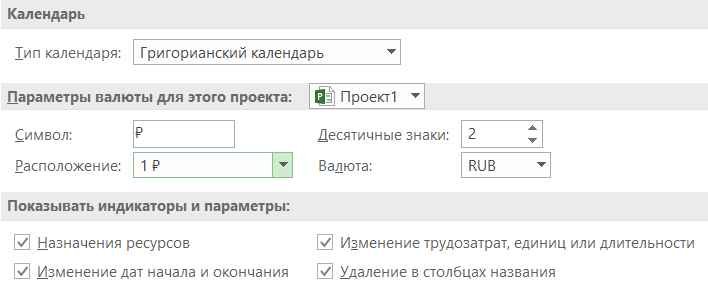 Календарь
Тип календаря: Григорианский календарь
Параметры валюты для этого проекта: Проект1
Символ: ₽ Десятичные знаки: 2
Расположение: 1 ₽ Валюта: RUB
Показывать индикаторы и параметры:
Назначения ресурсов Изменение трудозатрат, единиц или длительности
Изменение дат начала и окончания Удаление в столбцах названия